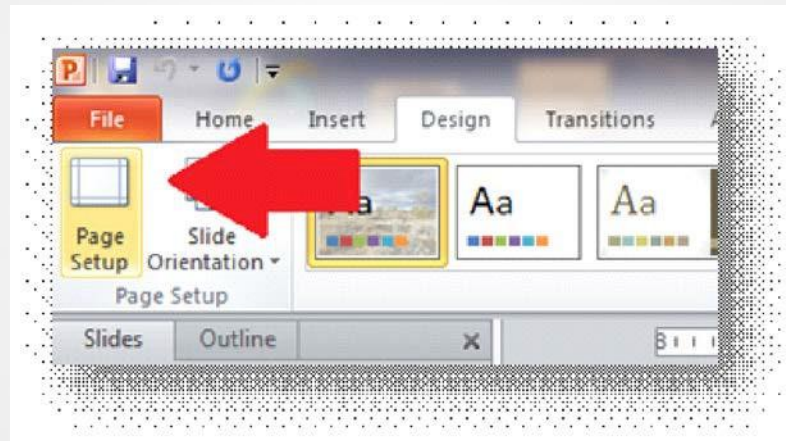 P
File Home Insert Design Transitions
Page Setup Slide Orientation
Aa Aa
Page Setup
Slides Outline